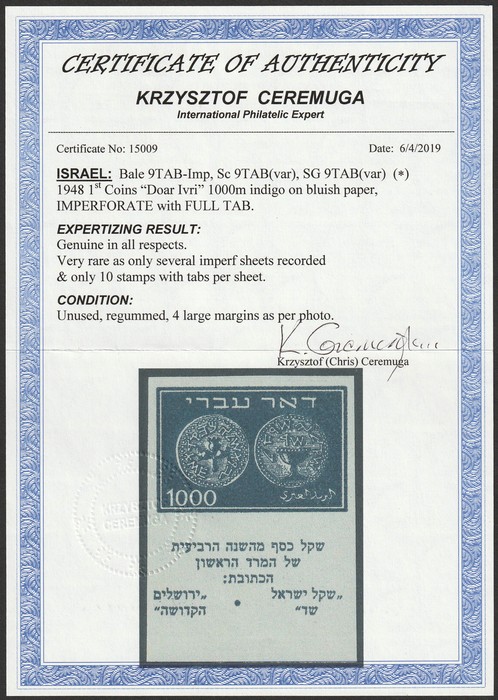 CERTIFICATE OF AUTHENTICITY
KRZYSZTOF CEREMUGA
International Philatelic Expert
Certificate No: 15009 Date: 6/4/2019
ISRAEL: Bale 9TAB-Imp, Sc 9TAB(var), SG 9TAB(var) (*)
1948 1st Coins “Doar Ivri” 1000m indigo on bluish paper,
IMPERFORATE with FULL TAB.
EXPERTIZING RESULT:
Genuine in all respects.
Very rare as only several imperf sheets recorded
& only 10 stamps with tabs per sheet.
CONDITION:
Unused, regummed, 4 large margins as per photo.
K. Ceremuga
Krzysztof (Chris) Ceremuga
דאר עברי
1000
KRZYSZTOF
CEREMUGA
שקל כסף מהשנה הרביעית
של המרד הראשון
הכתובת:
„שקל ישראל • „ירושלים
שד״ הקדושה״